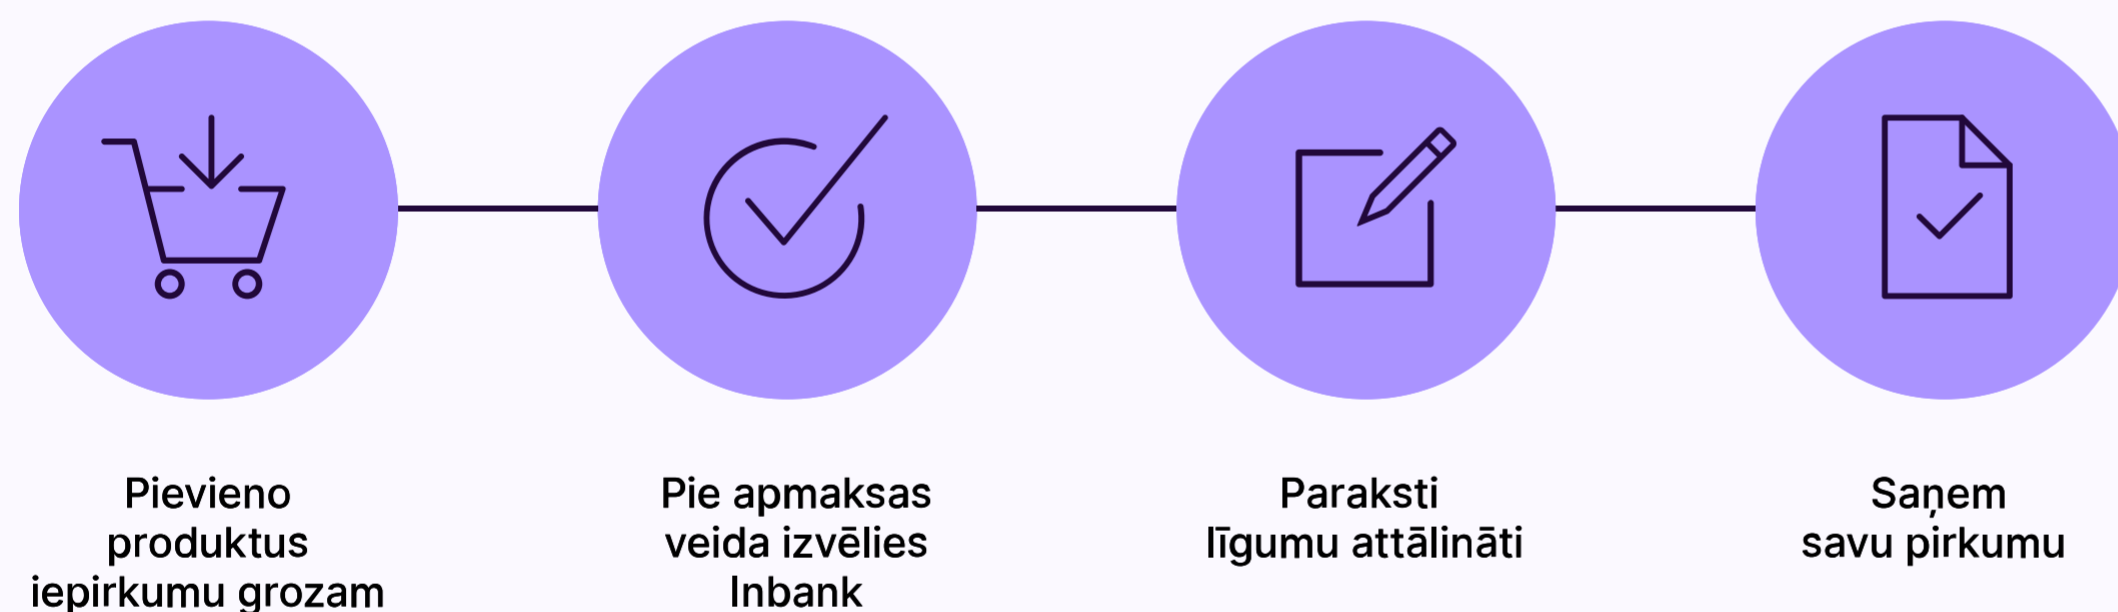 Pievieno
produktus
iepirkumu grozam
Pie apmaksas
veida izvēlies
Inbank
Paraksti
līgumu attālināti
Saņem
savu pirkumu